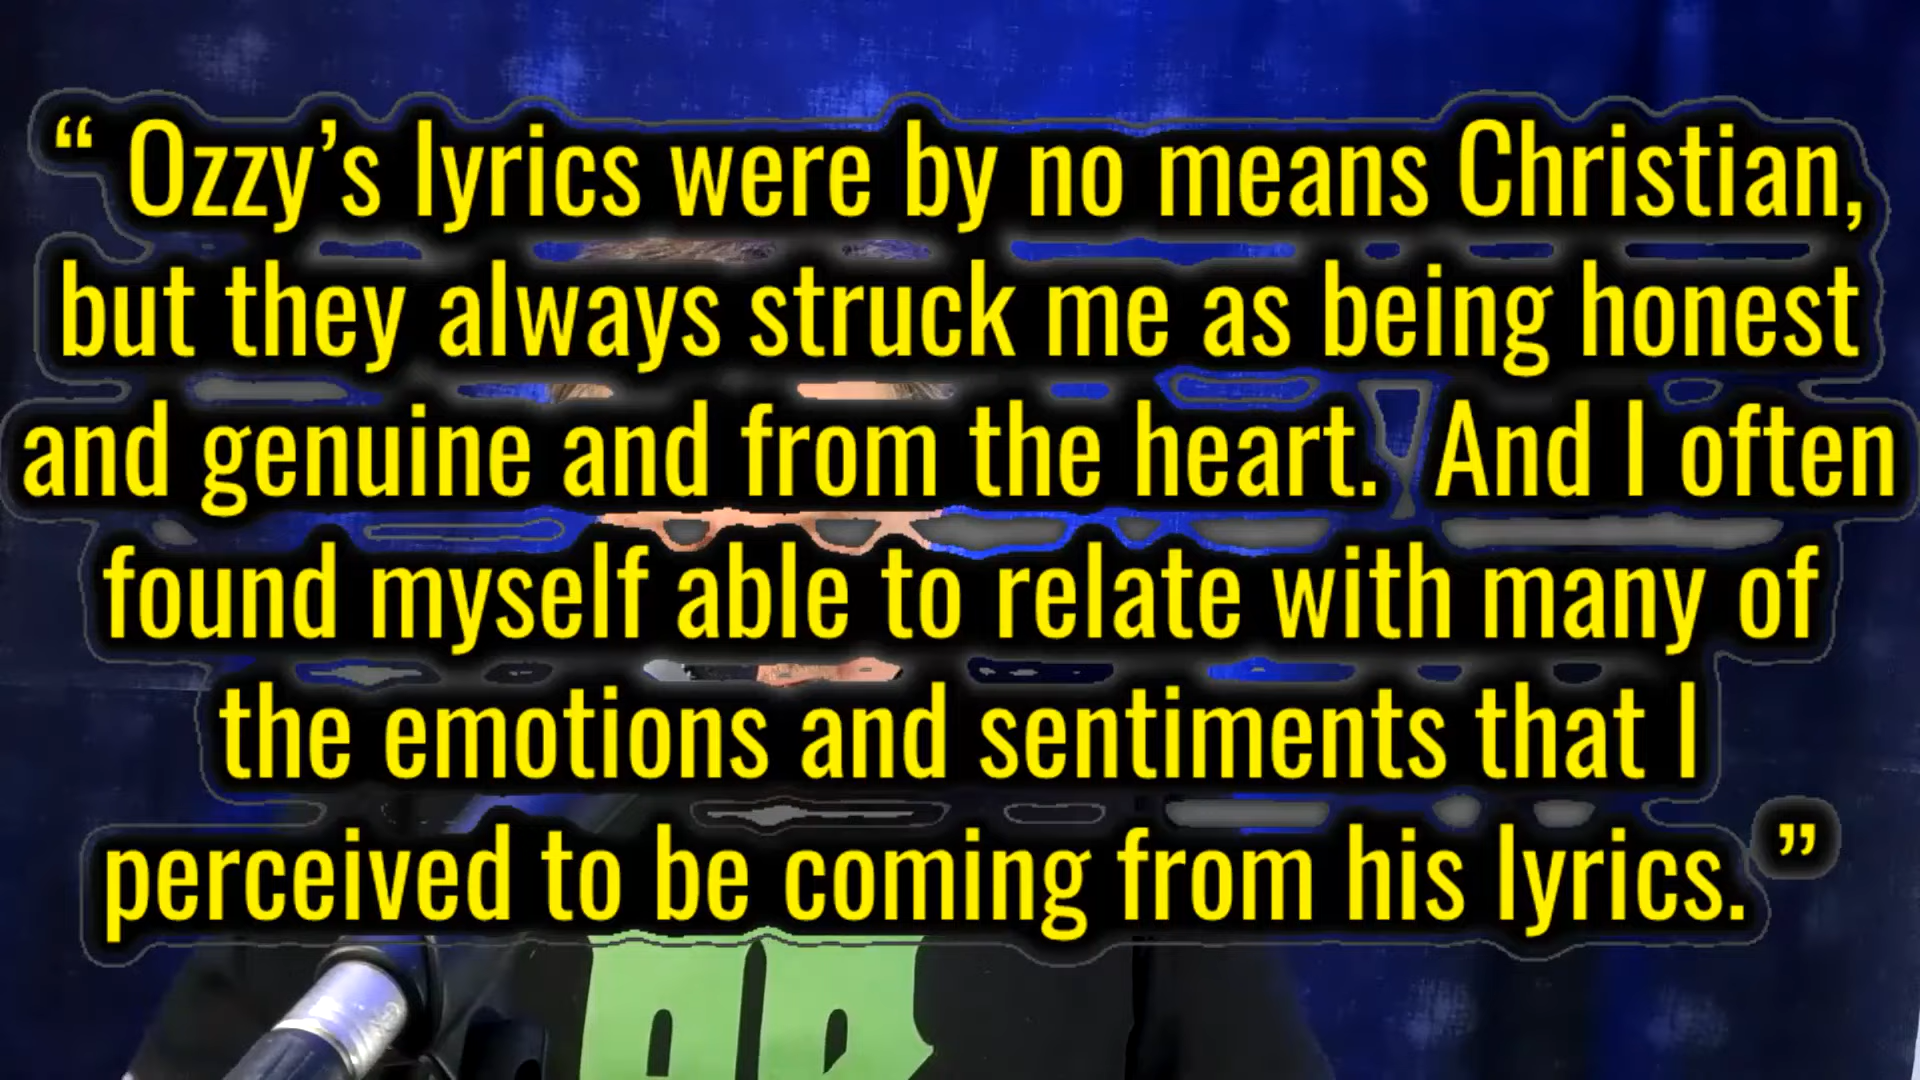 “ Ozzy’s lyrics were by no means Christian,
but they always struck me as being honest
and genuine and from the heart.  And I often
found myself able to relate with many of
the emotions and sentiments that I
perceived to be coming from his lyrics. ”